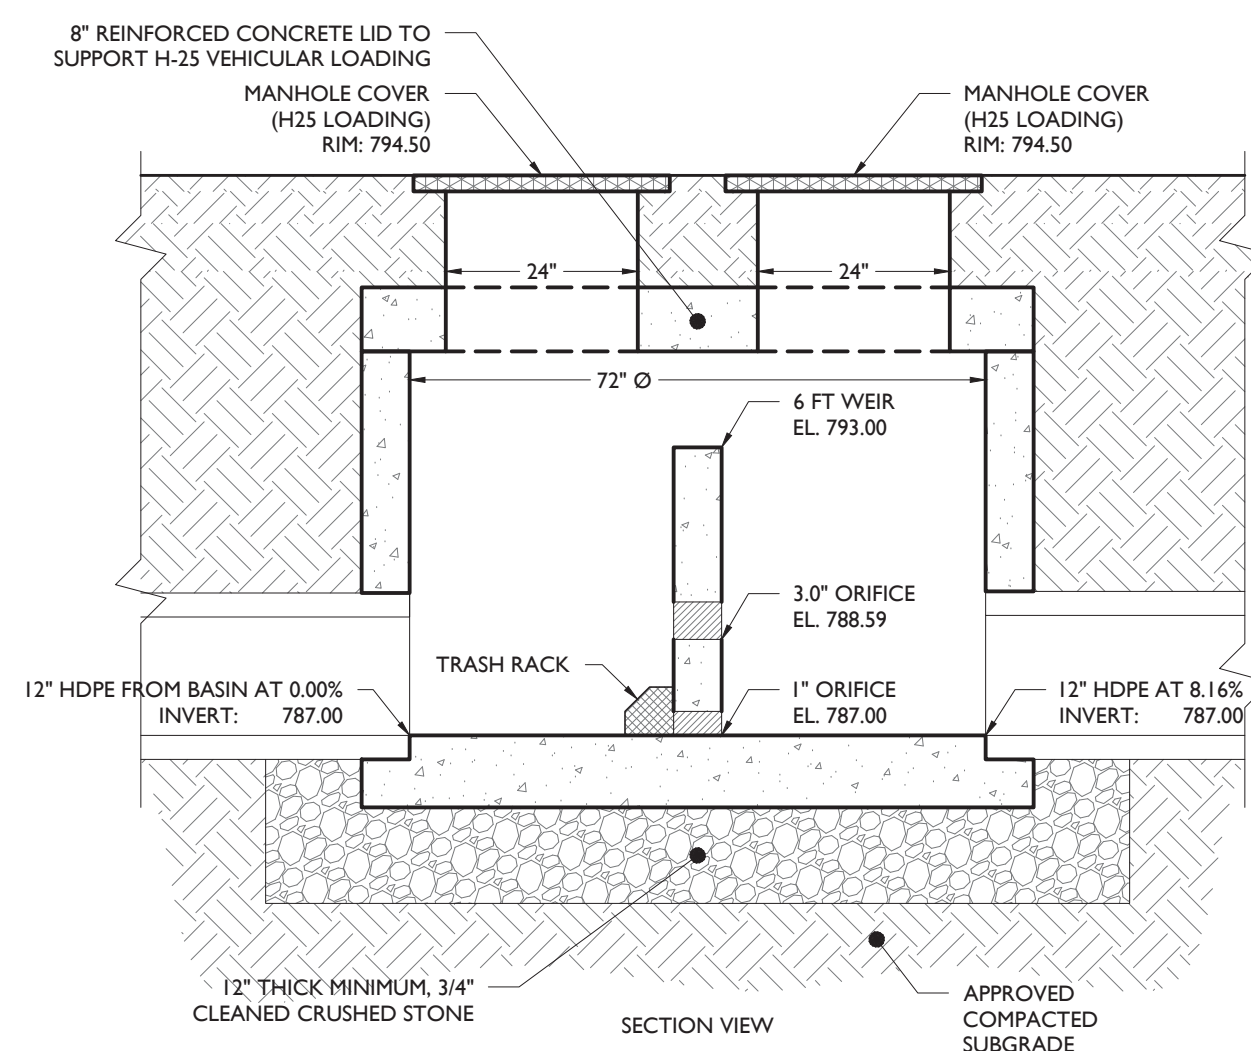 8" REINFORCED CONCRETE LID TO
SUPPORT H-25 VEHICULAR LOADING
MANHOLE COVER
(H25 LOADING)
RIM: 794.50
MANHOLE COVER
(H25 LOADING)
RIM: 794.50
24"
24"
72" Ø
6 FT WEIR
EL. 793.00
3.0" ORIFICE
EL. 788.59
TRASH RACK
1" ORIFICE
EL. 787.00
12" HDPE FROM BASIN AT 0.00%
INVERT: 787.00
12" HDPE AT 8.16%
INVERT: 787.00
12" THICK MINIMUM, 3/4"
CLEANED CRUSHED STONE
SECTION VIEW
APPROVED
COMPACTED
SUBGRADE